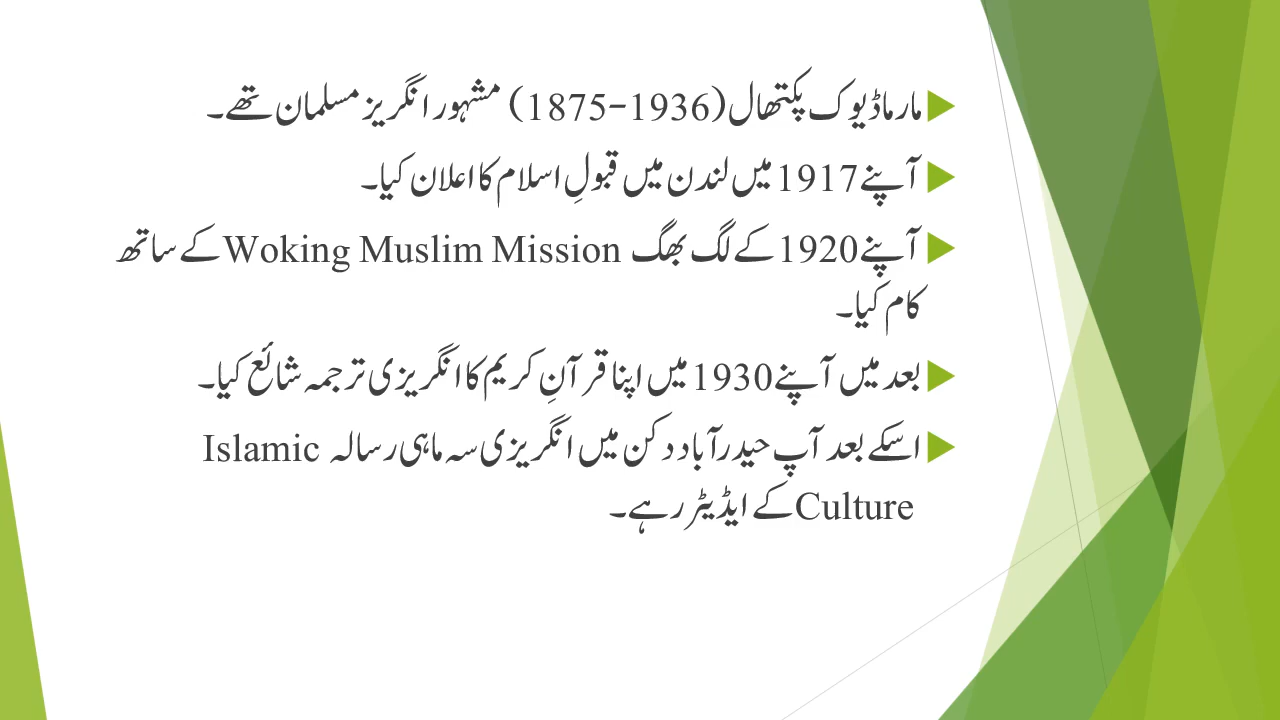 مارماڈیوک پکتھال (1936-1875) مشہور انگریز مسلمان تھے۔
آپنے 1917 میں لندن میں قبولِ اسلام کا اعلان کیا۔
آپنے 1920 کے لگ بھگ Woking Muslim Mission کے ساتھ
کام کیا۔
بعد میں آپنے 1930 میں اپنا قرآنِ کریم کا انگریزی ترجمہ شائع کیا۔
اسکے بعد آپ حیدرآباد دکن میں انگریزی سہ ماہی رسالہ Islamic
Culture کے ایڈیٹر رہے۔